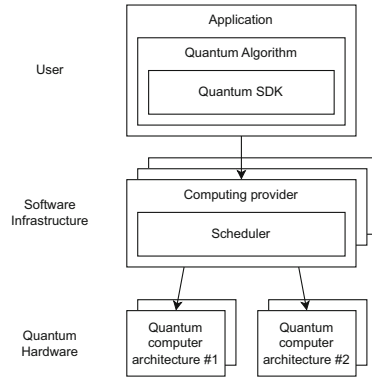 Application
Quantum Algorithm
User
Quantum SDK
Computing provider
Software
Infrastructure
Scheduler
Quantum
Hardware
Quantum
computer
architecture #1
Quantum
computer
architecture #2